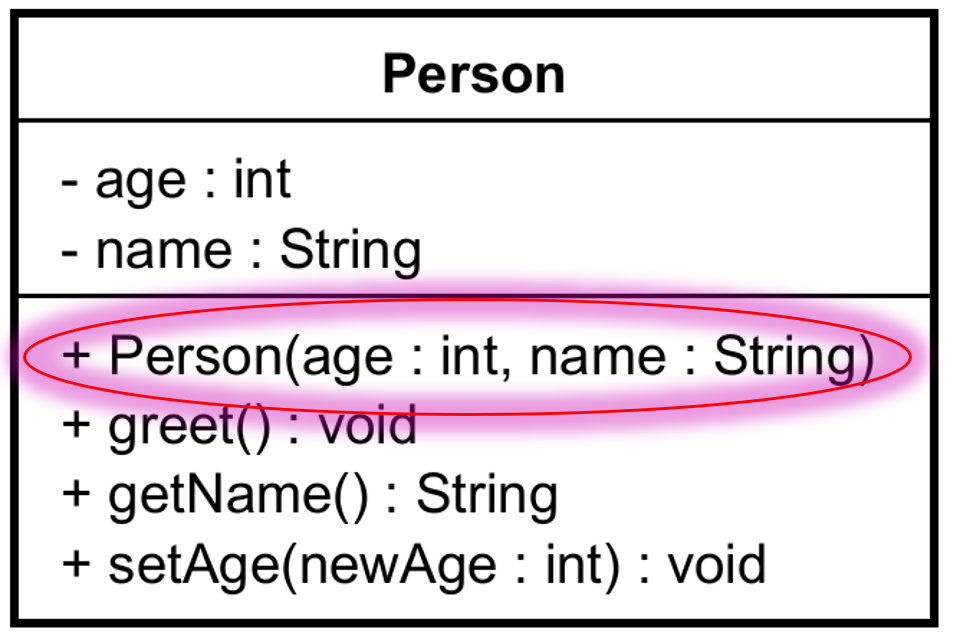 Person
- age : int
- name : String
+ Person(age : int, name : String)
+ greet() : void
+ getName() : String
+ setAge(newAge : int) : void